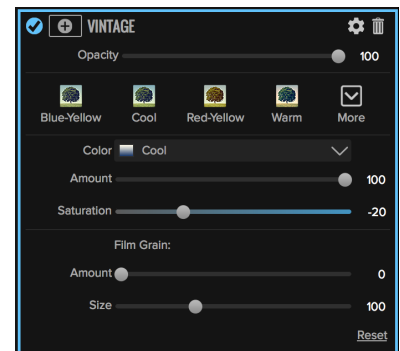 VINTAGE
Opacity 100
Blue-Yellow Cool Red-Yellow Warm More
Color Cool
Amount 100
Saturation -20
Film Grain:
Amount 0
Size 100
Reset